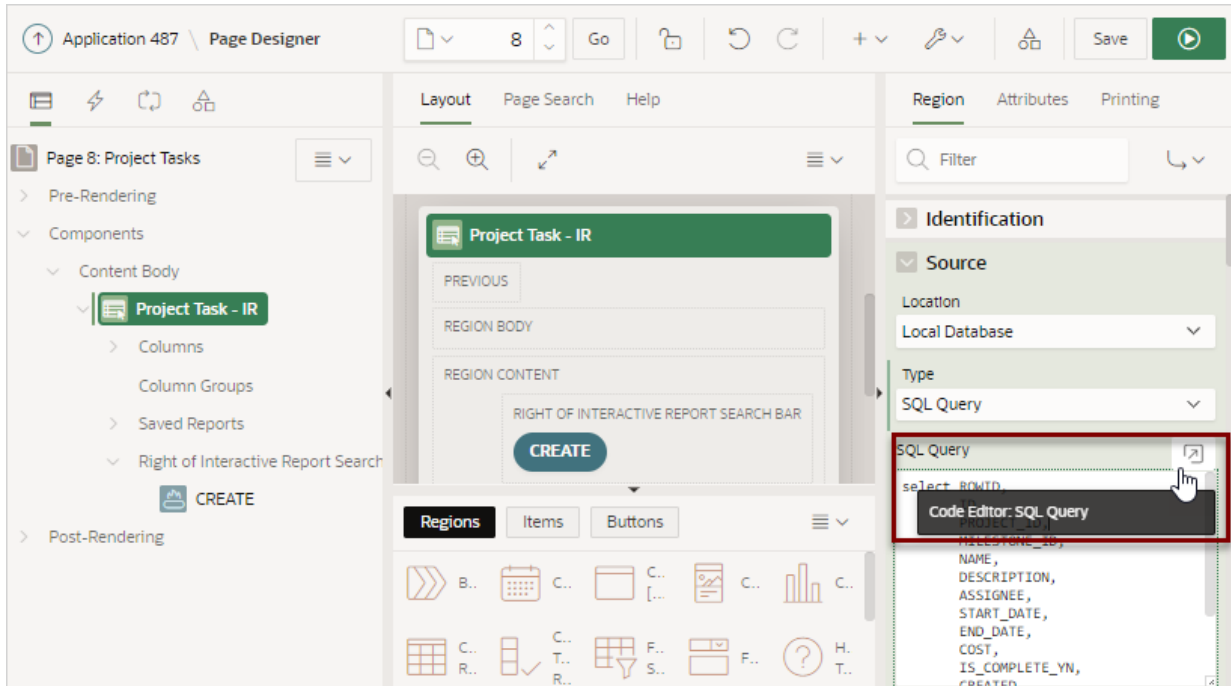 Application 487 \ Page Designer
8
Go
Save
Page 8: Project Tasks
Pre-Rendering
Components
Content Body
Project Task - IR
Columns
Column Groups
Saved Reports
Right of Interactive Report Search
CREATE
Post-Rendering
Layout Page Search Help
Project Task - IR
PREVIOUS
REGION BODY
REGION CONTENT
RIGHT OF INTERACTIVE REPORT SEARCH BAR
CREATE
Regions Items Buttons
B.. C.. C.. [... C.. C..
C.. R.. C.. T.. R.. F.. S.. F.. H. T..
Region Attributes Printing
Filter
Identification
Source
Location
Local Database
Type
SQL Query
SQL Query
select ROWID,
Code Editor: SQL Query
PROJECT_ID,
MILESTONE_ID,
NAME,
DESCRIPTION,
ASSIGNEE,
START_DATE,
END_DATE,
COST,
IS_COMPLETE_YN,
CREATED